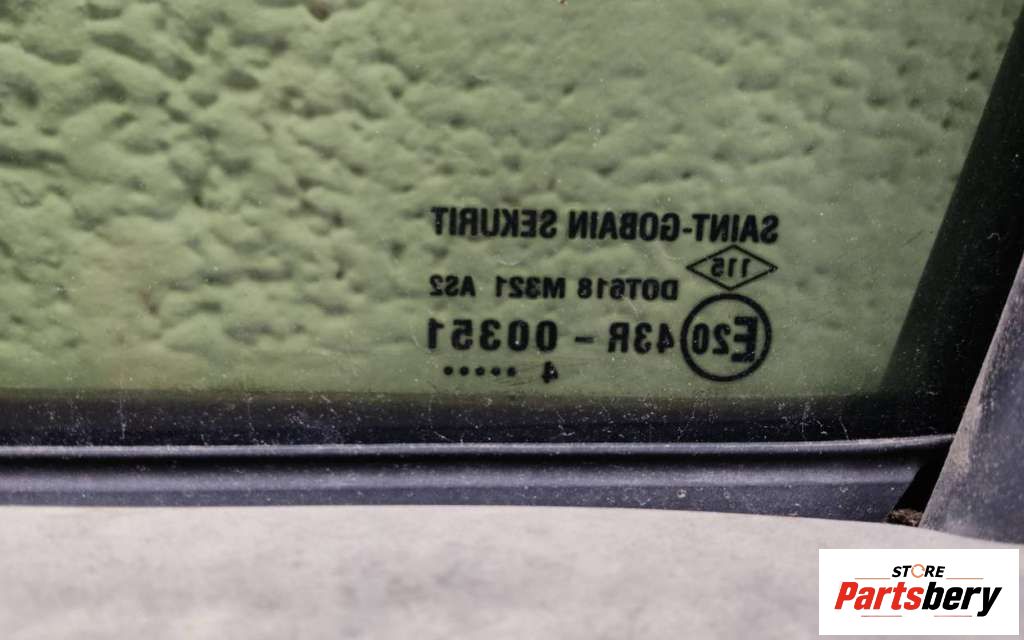 SAINT-GOBAIN SEKURIT
115
DOT618 M321 AS2
E20 43R - 00351
4 •••••
STORE
Partsbery